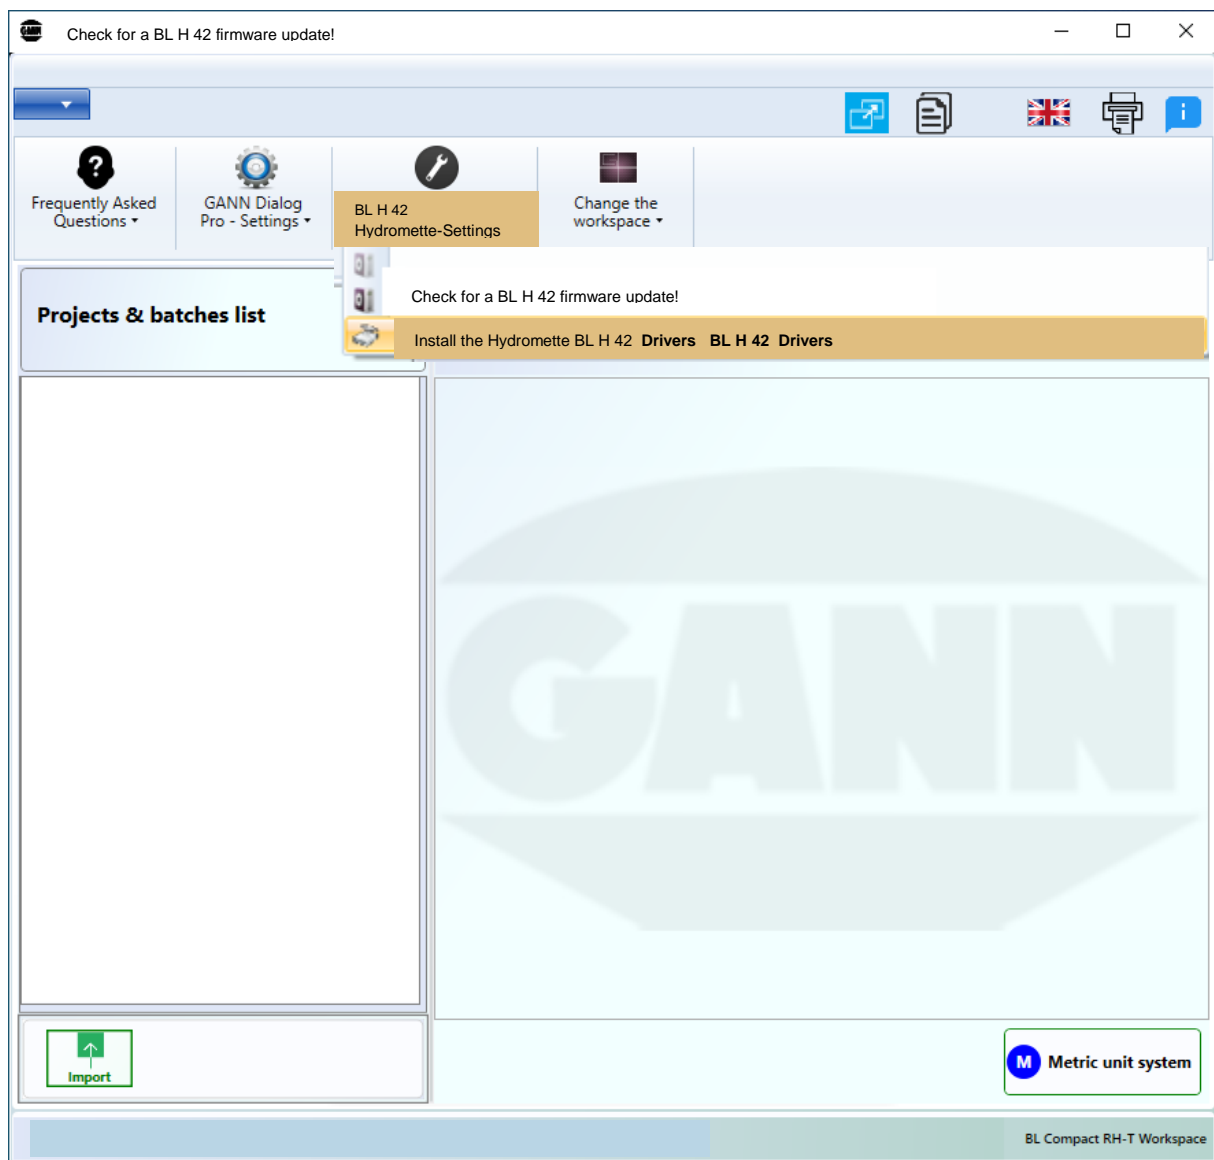 GANN
Check for a BL H 42 firmware update!
i
?
Frequently Asked
Questions
GANN Dialog
Pro - Settings
BL H 42
Hydromette-Settings
Change the
workspace
Check for a BL H 42 firmware update!
Install the Hydromette BL H 42 Drivers BL H 42 Drivers
Projects & batches list
GANN
Import
M Metric unit system
BL Compact RH-T Workspace